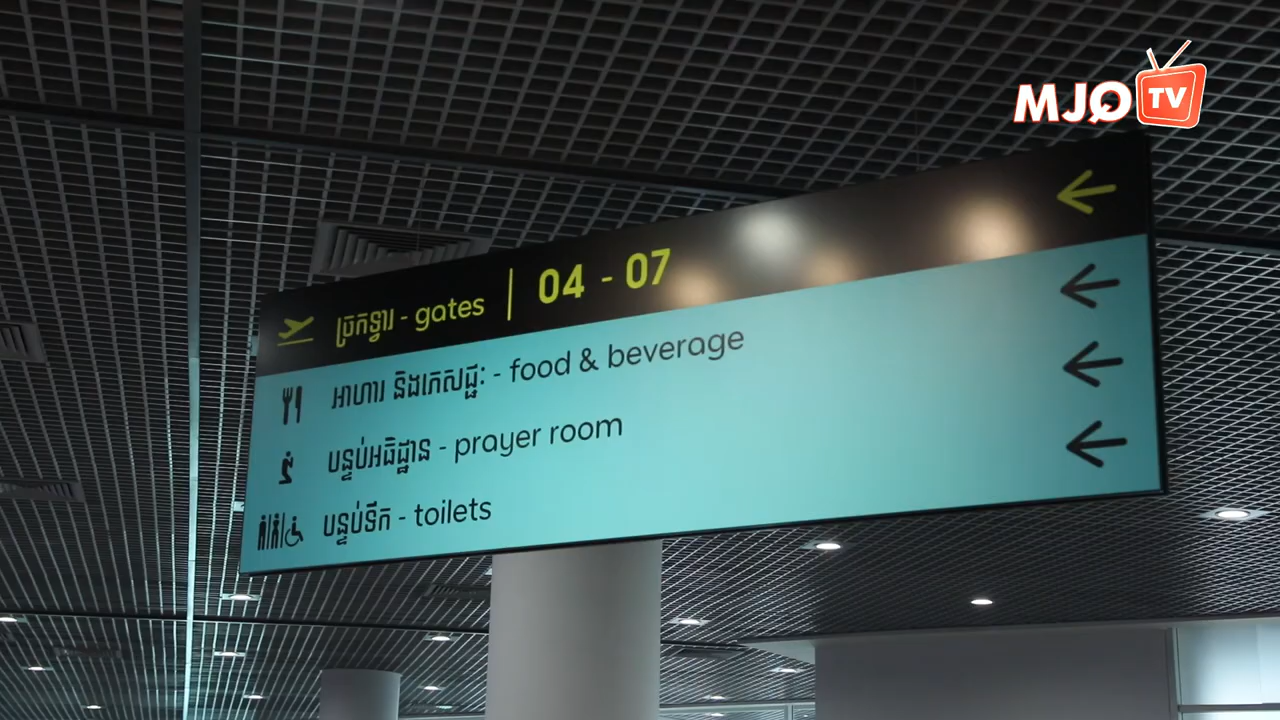 MJQ TV
ច្រកទ្វារ - gates | 04 - 07
អាហារ និងភេសជ្ជៈ - food & beverage
បន្ទប់អធិដ្ឋាន - prayer room
បន្ទប់ទឹក - toilets